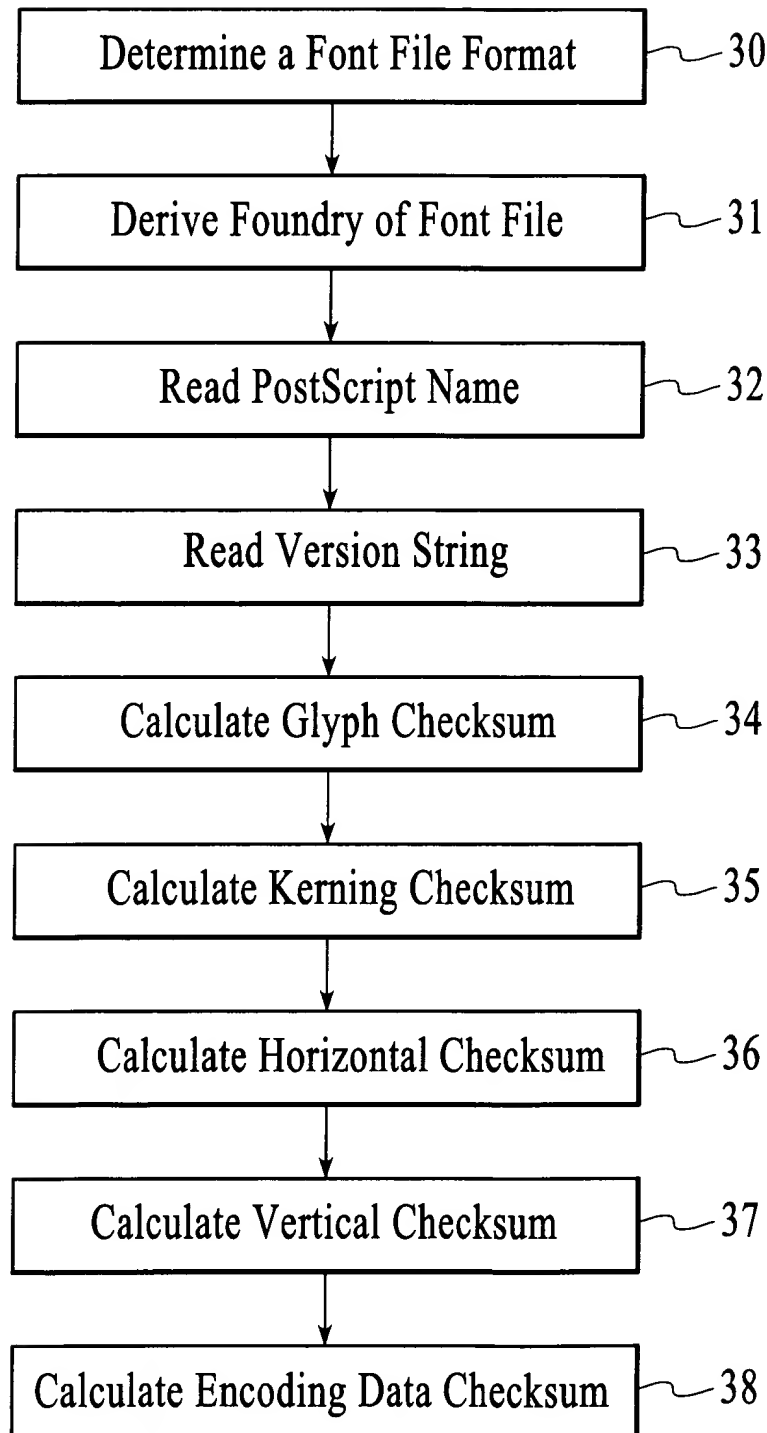 Determine a Font File Format 30
Derive Foundry of Font File 31
Read PostScript Name 32
Read Version String 33
Calculate Glyph Checksum 34
Calculate Kerning Checksum 35
Calculate Horizontal Checksum 36
Calculate Vertical Checksum 37
Calculate Encoding Data Checksum 38